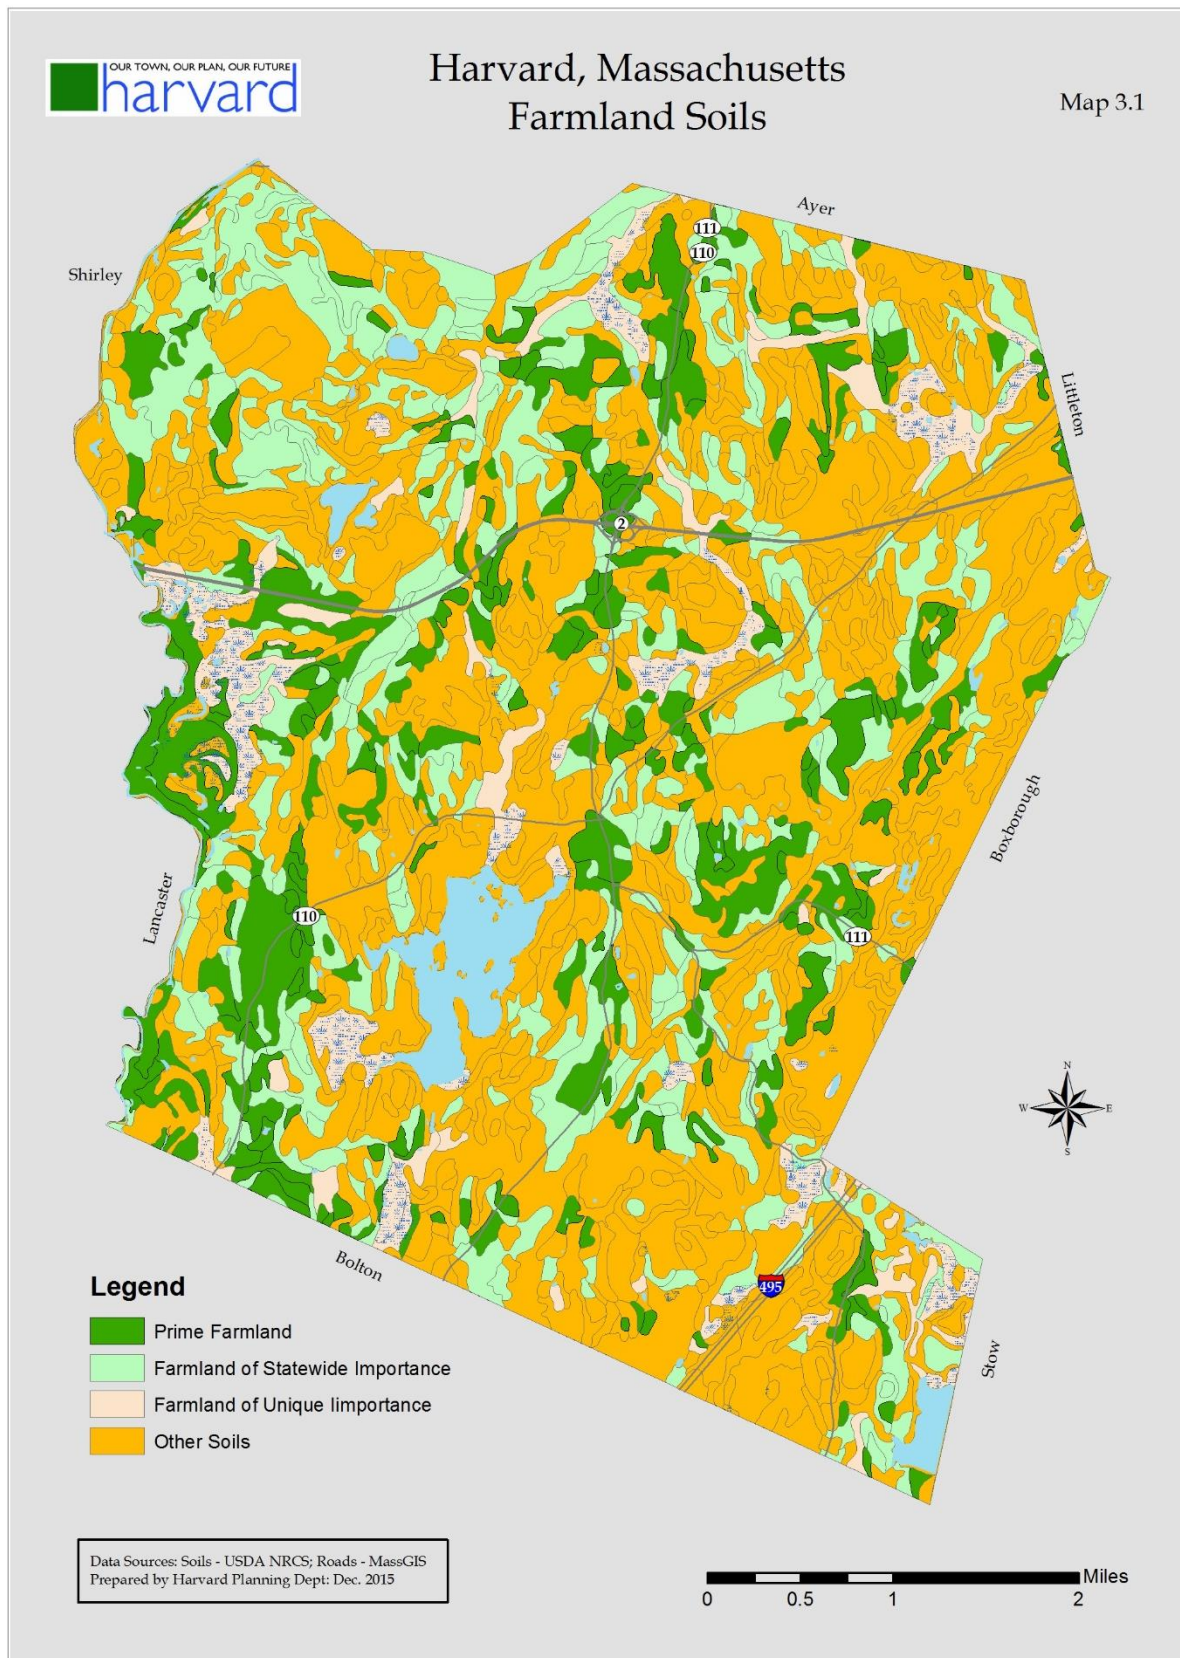 OUR TOWN, OUR PLAN, OUR FUTURE
harvard
Harvard, Massachusetts
Farmland Soils
Map 3.1
Ayer
111
110
Shirley
Littleton
2
Boxborough
Lancaster
110
111
N
W E
S
Bolton
495
Stow
Legend
Prime Farmland
Farmland of Statewide Importance
Farmland of Unique Iimportance
Other Soils
Data Sources: Soils - USDA NRCS; Roads - MassGIS
Prepared by Harvard Planning Dept: Dec. 2015
Miles
0 0.5 1 2